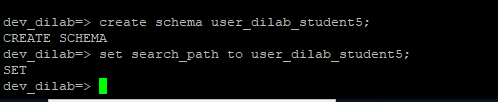 dev_dilab=> create schema user_dilab_student5;
CREATE SCHEMA
dev_dilab=> set search_path to user_dilab_student5;
SET
dev_dilab=>